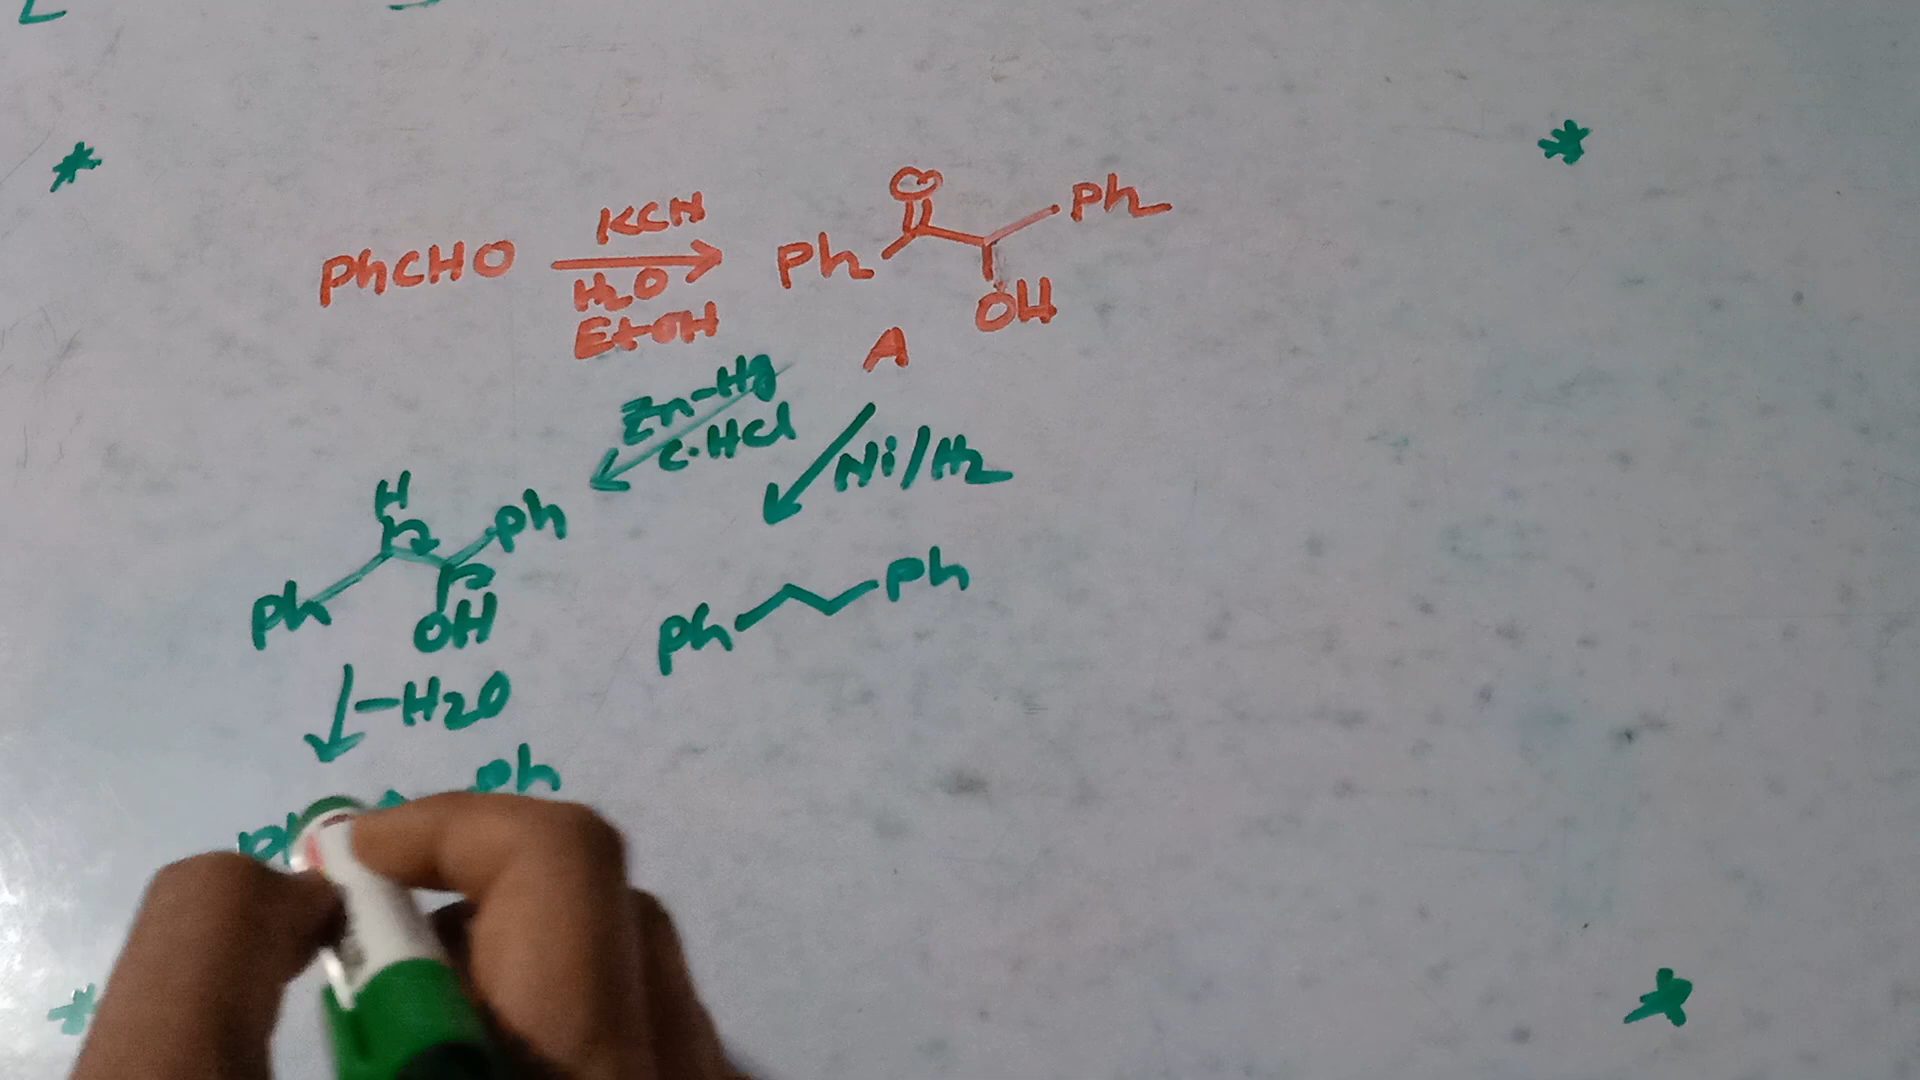 PhCHO
KCN
H2O
EtOH
O
Ph
Ph
OH
A
Zn-Hg
C.HCl
Ni/H2
H
Ph
Ph
OH
Ph
Ph
-H2O
Ph